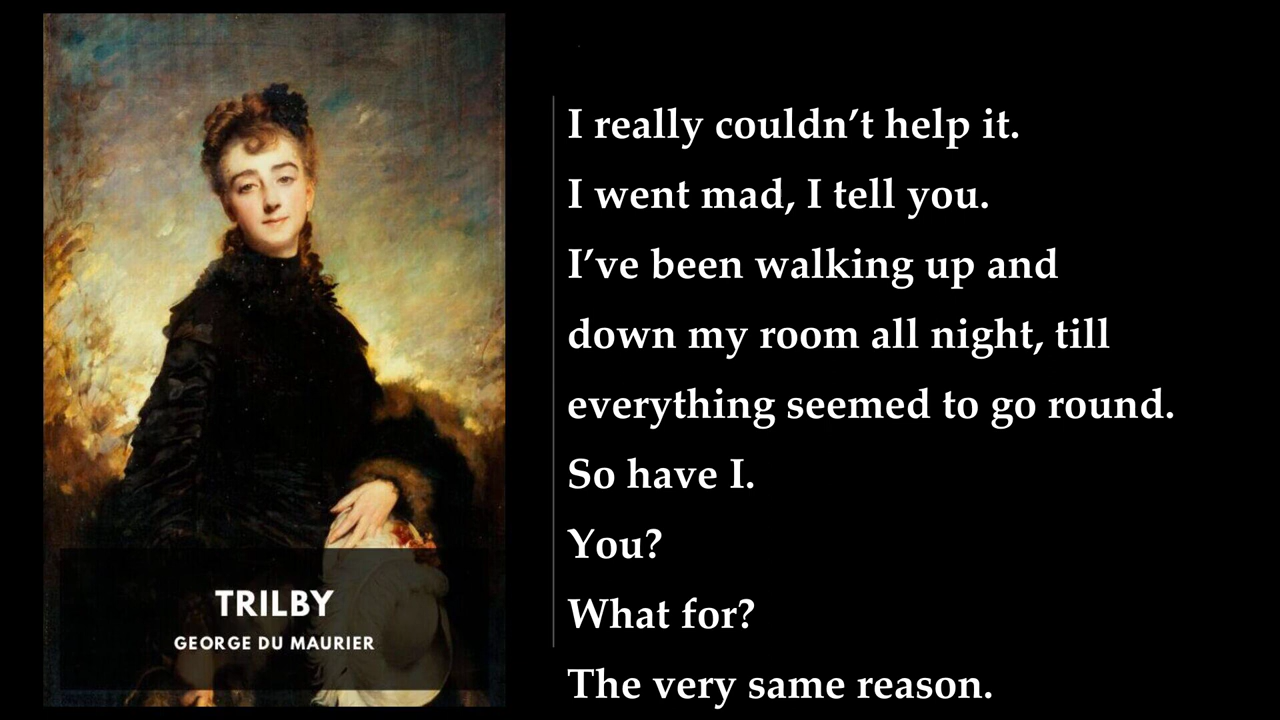 TRILBY
GEORGE DU MAURIER
I really couldn’t help it.
I went mad, I tell you.
I’ve been walking up and
down my room all night, till
everything seemed to go round.
So have I.
You?
What for?
The very same reason.